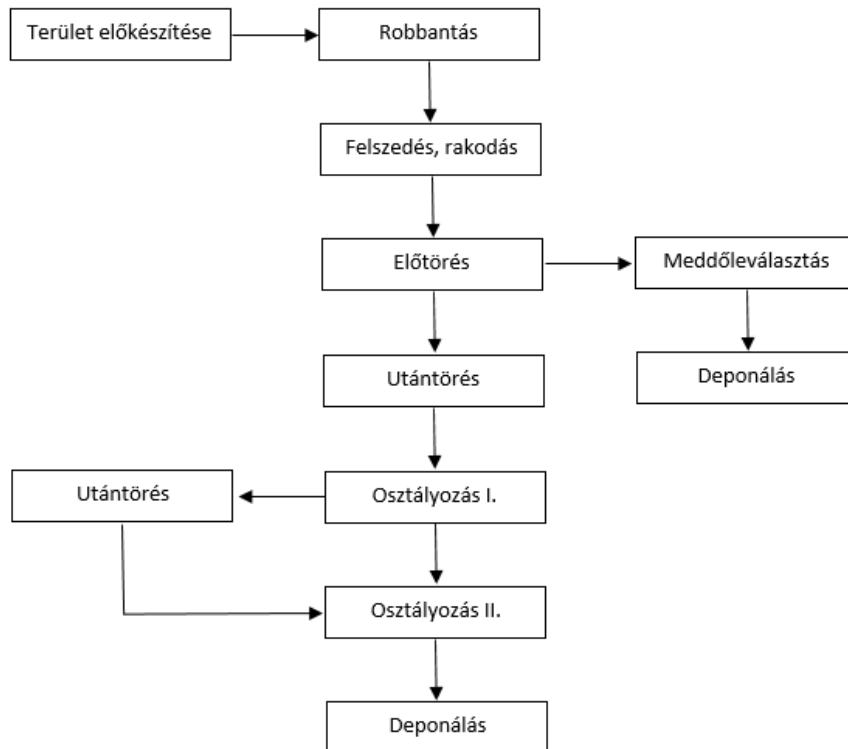 Terület előkészítése
Robbantás
Felszedés, rakodás
Előtörés
Meddőleválasztás
Utántörés
Deponálás
Utántörés
Osztályozás I.
Osztályozás II.
Deponálás